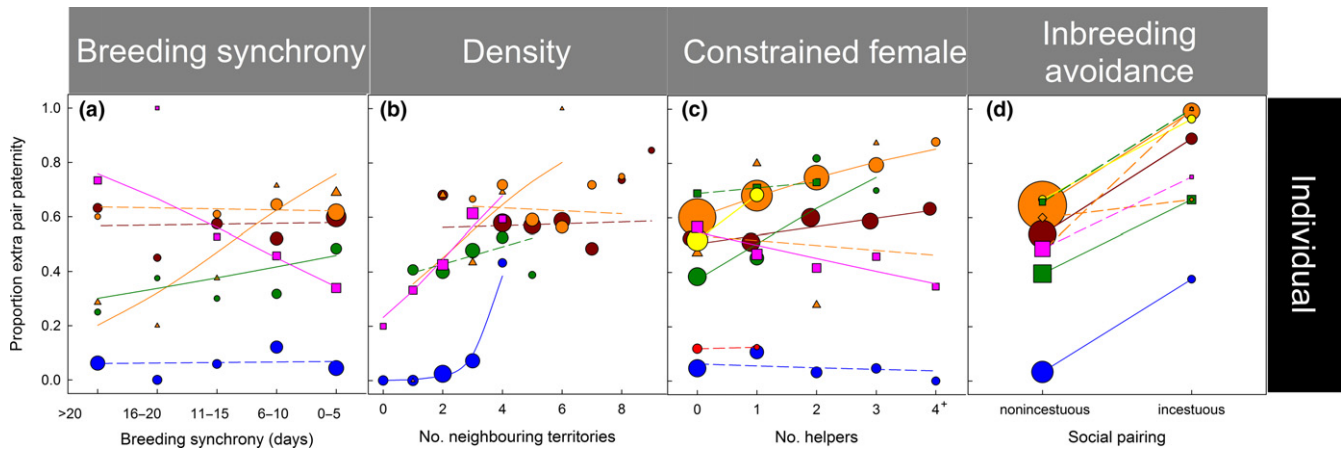 Breeding synchrony
Density
Constrained female
Inbreeding
avoidance
Individual
Proportion extra pair paternity
1.0
0.8
0.6
0.4
0.2
0.0
(a)
>20
16–20
11–15
6–10
0–5
Breeding synchrony (days)
(b)
0
2
4
6
8
No. neighbouring territories
(c)
0
1
2
3
4+
No. helpers
(d)
nonincestuous
incestuous
Social pairing